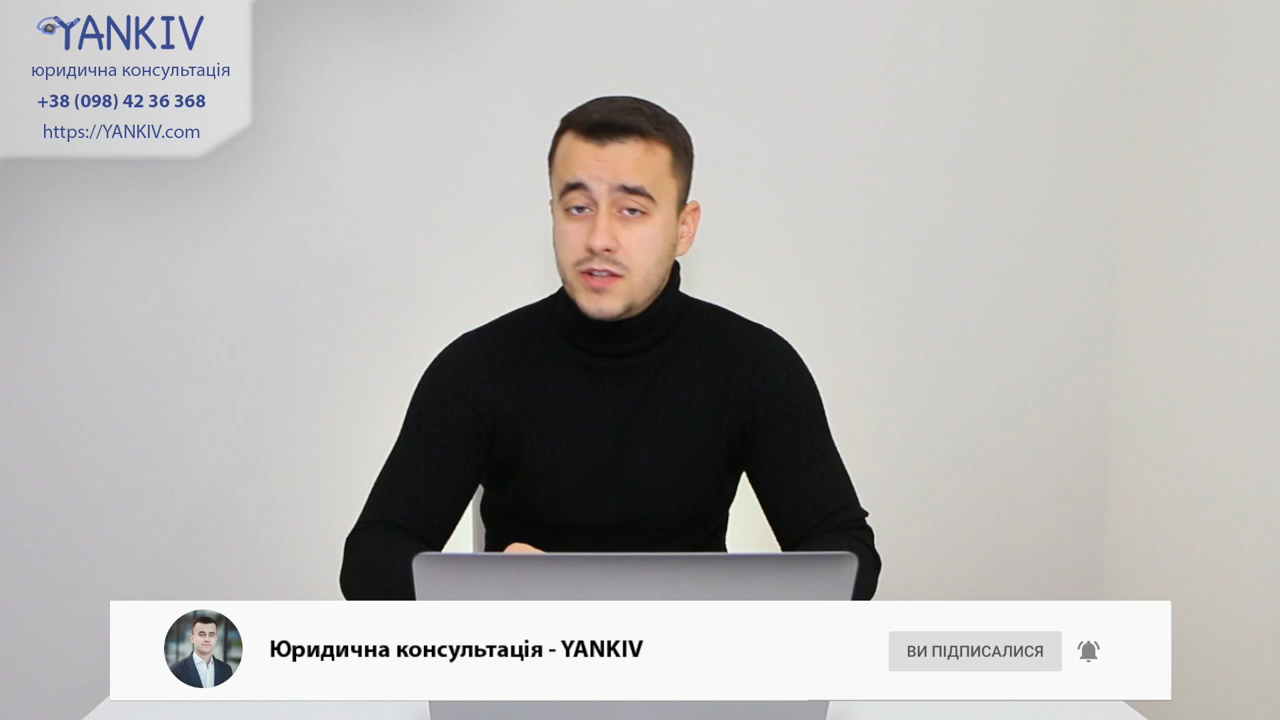 YANKIV
юридична консультація
+38 (098) 42 36 368
https://YANKIV.com
Юридична консультація - YANKIV
ВИ ПІДПИСАЛИСЯ